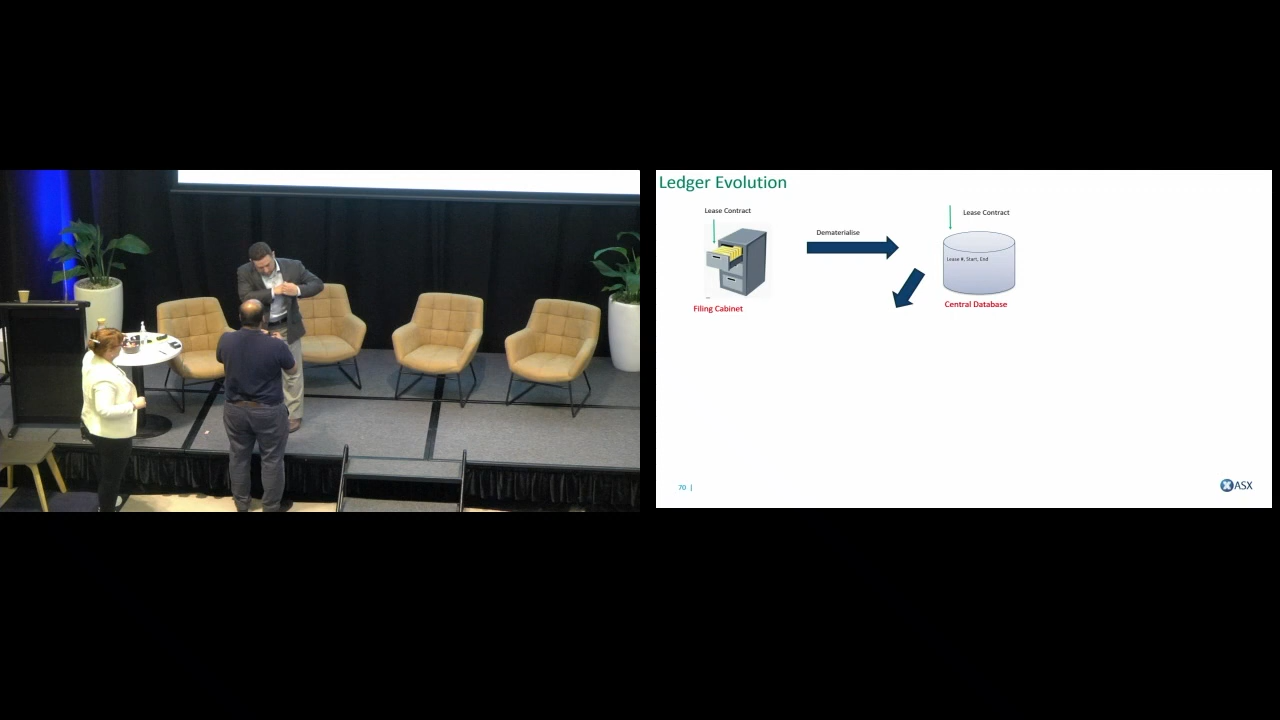 Ledger Evolution
Lease Contract
Lease Contract
Dematerialise
Lease #, Start, End
Filing Cabinet
Central Database
70 |
ASX